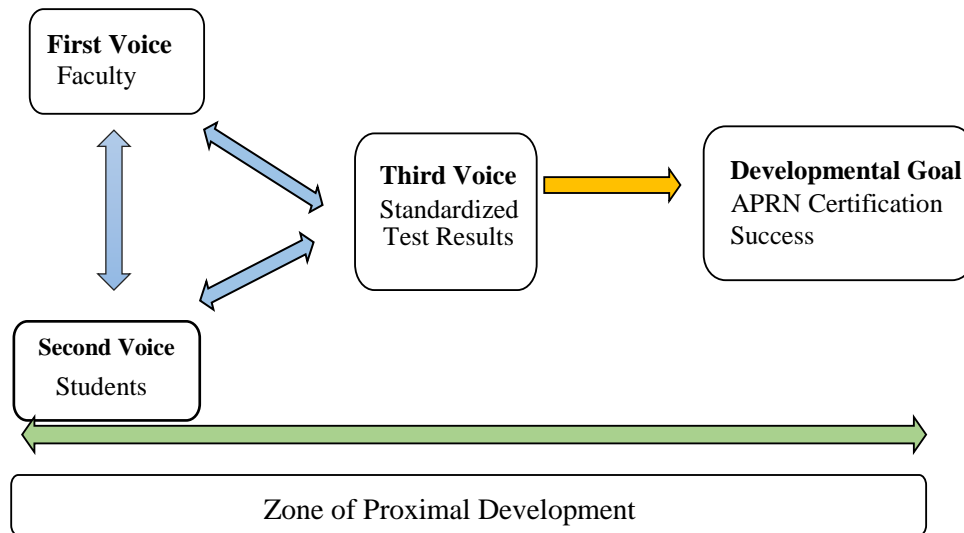 First Voice
Faculty
Third Voice
Standardized
Test Results
Developmental Goal
APRN Certification
Success
Second Voice
Students
Zone of Proximal Development